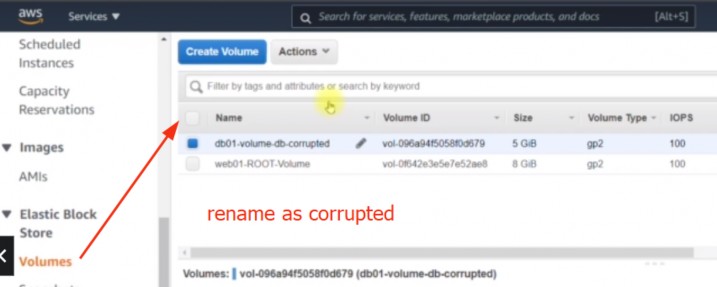 aws
Services
Search for services, features, marketplace products, and docs
[Alt+S]
Scheduled
Instances
Capacity
Reservations
Images
AMIs
Elastic Block
Store
Volumes
Create Volume
Actions
Filter by tags and attributes or search by keyword
Name Volume ID Size Volume Type IOPS
db01-volume-db-corrupted vol-096a94f5058f0d679 5 GiB gp2 100
web01-ROOT-Volume vol-0f642e3e5e7e52ae8 8 GiB gp2 100
rename as corrupted
Volumes: vol-096a94f5058f0d679 (db01-volume-db-corrupted)